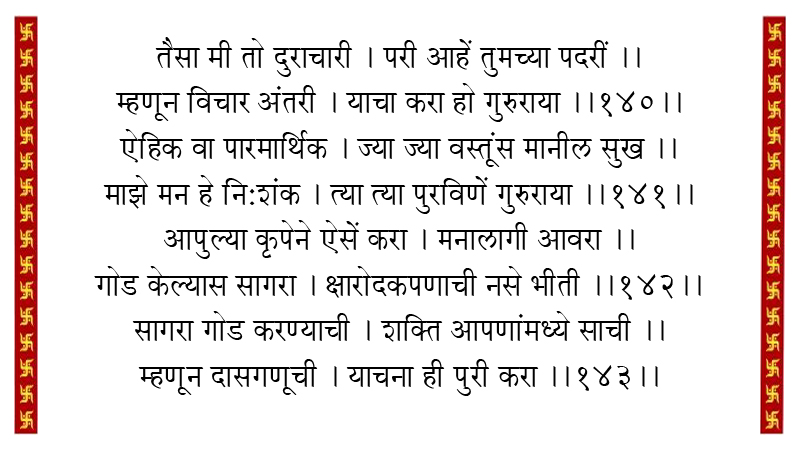 तैसा मी तो दुराचारी । परी आहें तुमच्या पदरीं ।।
म्हणून विचार अंतरी । याचा करा हो गुरुराया ।।१४०।।
ऐहिक वा पारमार्थिक । ज्या ज्या वस्तूंस मानील सुख ।।
माझे मन हे नि:शंक । त्या त्या पुरविणें गुरुराया ।।१४१।।
आपुल्या कृपेने ऐसें करा । मनालागी आवरा ।।
गोड केल्यास सागरा । क्षारोदकपणाची नसे भीती ।।१४२।।
सागरा गोड करण्याची । शक्ति आपणांमध्ये साची ।।
म्हणून दासगणूची । याचना ही पुरी करा ।।१४३।।